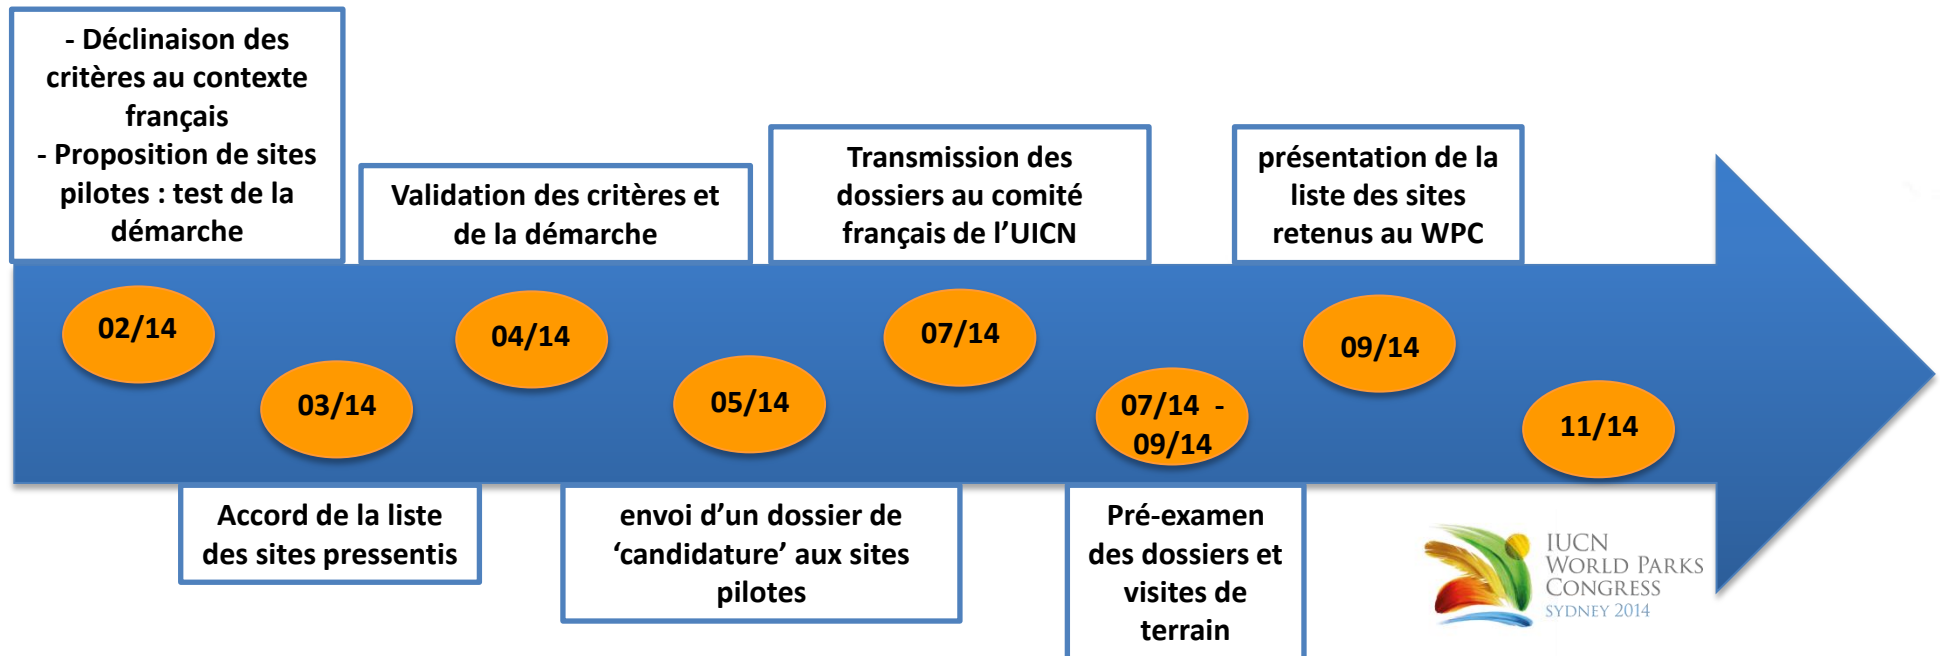 - Déclinaison des
critères au contexte
français
- Proposition de sites
pilotes : test de la
démarche
Validation des critères et
de la démarche
Transmission des
dossiers au comité
français de l’UICN
présentation de la
liste des sites
retenus au WPC
02/14
03/14
04/14
05/14
07/14
07/14 -
09/14
09/14
11/14
Accord de la liste
des sites pressentis
envoi d’un dossier de
‘candidature’ aux sites
pilotes
Pré-examen
des dossiers et
visites de
terrain
IUCN
WORLD PARKS
CONGRESS
SYDNEY 2014